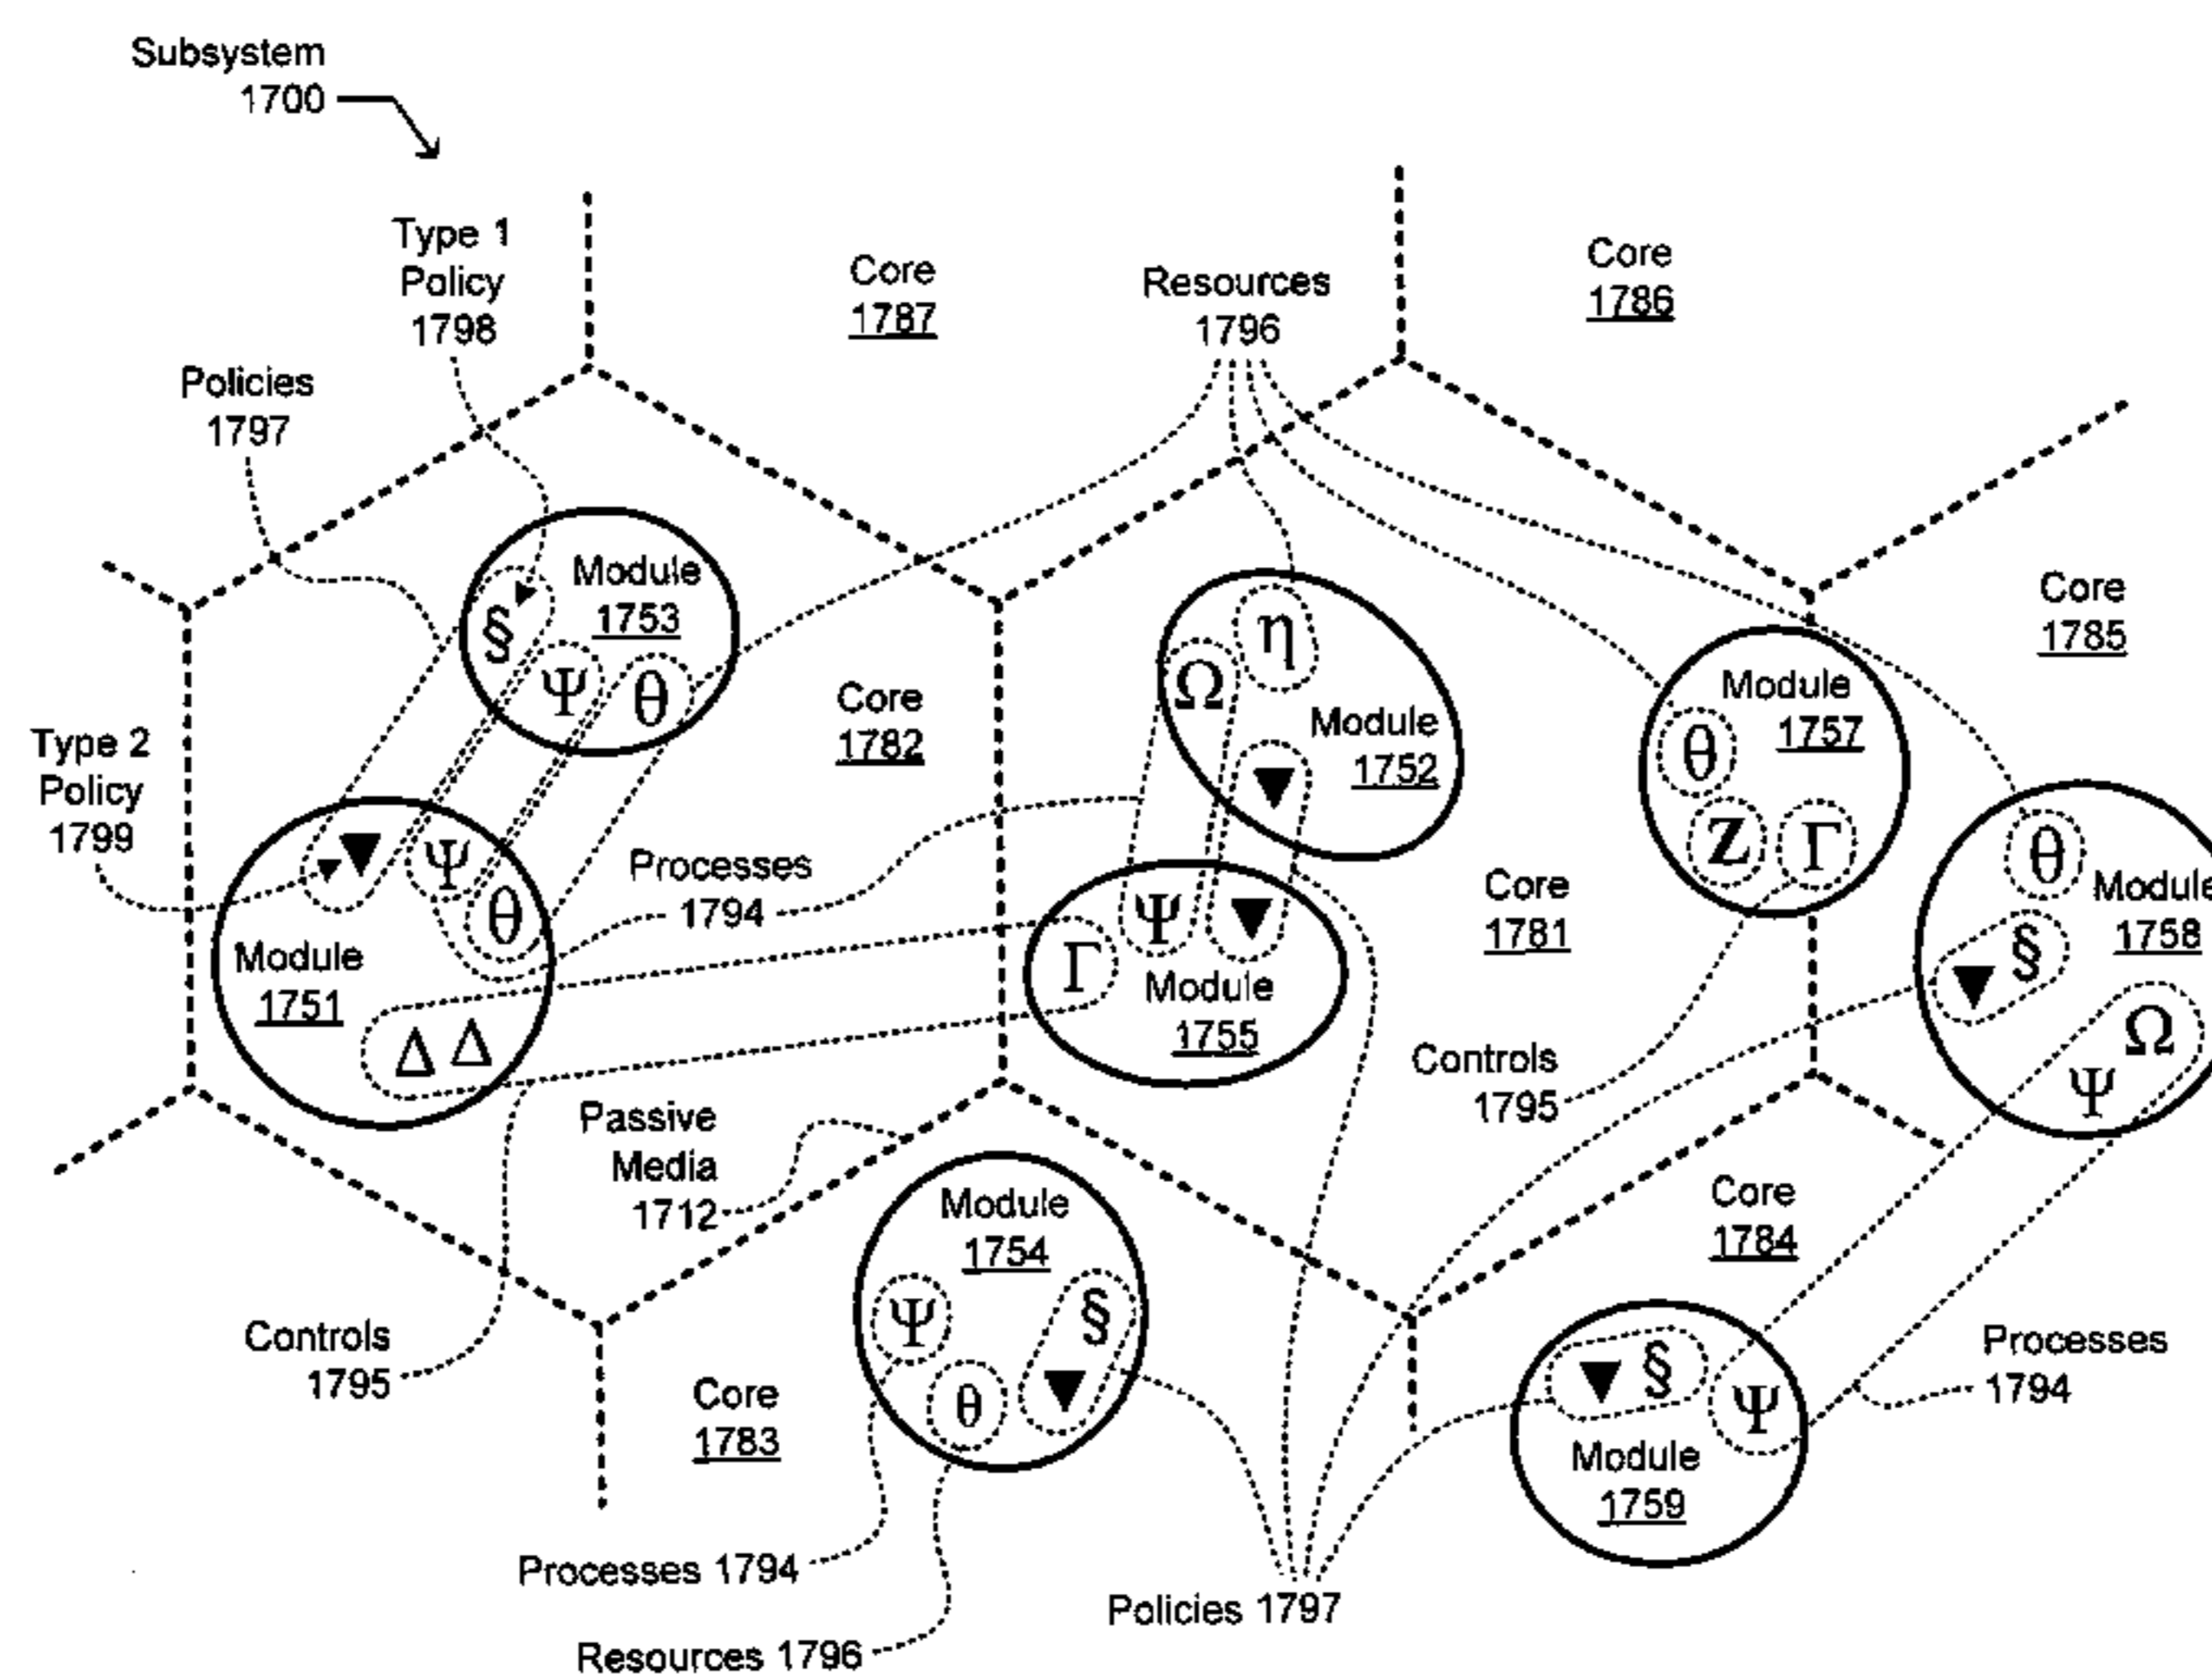 Subsystem
1700
Type 1
Policy
1798
Core
1787
Resources
1796
Core
1786
Policies
1797
Module
1753
§
Ψ θ
Core
1785
η
Ω
Module
1752
▼
Module
1757
θ
Z Γ
Core
1782
Type 2
Policy
1799
▼ Ψ
θ
Module
1751
Δ Δ
Processes
1794
Ψ ▼
Γ
Module
1755
Core
1781
θ
Module
1758
▼ §
Ω
Ψ
Controls
1795
Passive
Media
1712
Module
1754
Ψ §
θ ▼
Core
1784
Controls
1795
Core
1783
▼ §
Ψ
Module
1759
Processes
1794
Processes 1794
Policies 1797
Resources 1796